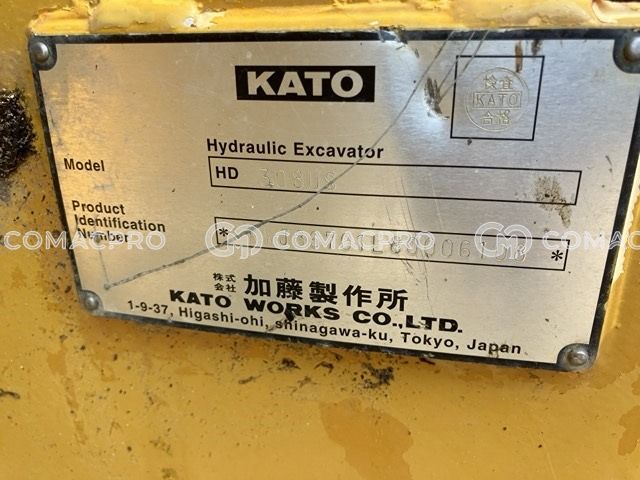 KATO
検査
KATO
合格
Hydraulic Excavator
Model
HD 308US
Product
Identification
Number
*
*
COMACPRO COMACPRO COMACPRO
株式
会社
加藤製作所
KATO WORKS CO.,LTD.
1-9-37, Higashi-ohi, shinagawa-ku, Tokyo, Japan